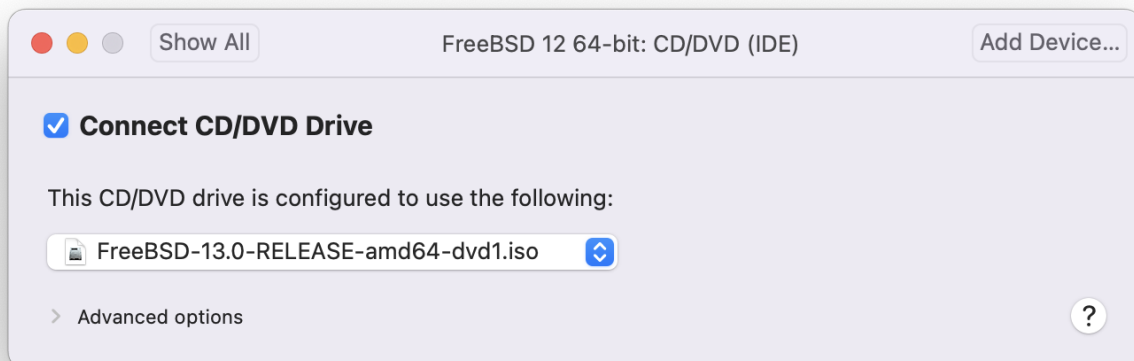 Show All FreeBSD 12 64-bit: CD/DVD (IDE) Add Device...
Connect CD/DVD Drive
This CD/DVD drive is configured to use the following:
FreeBSD-13.0-RELEASE-amd64-dvd1.iso
Advanced options ?